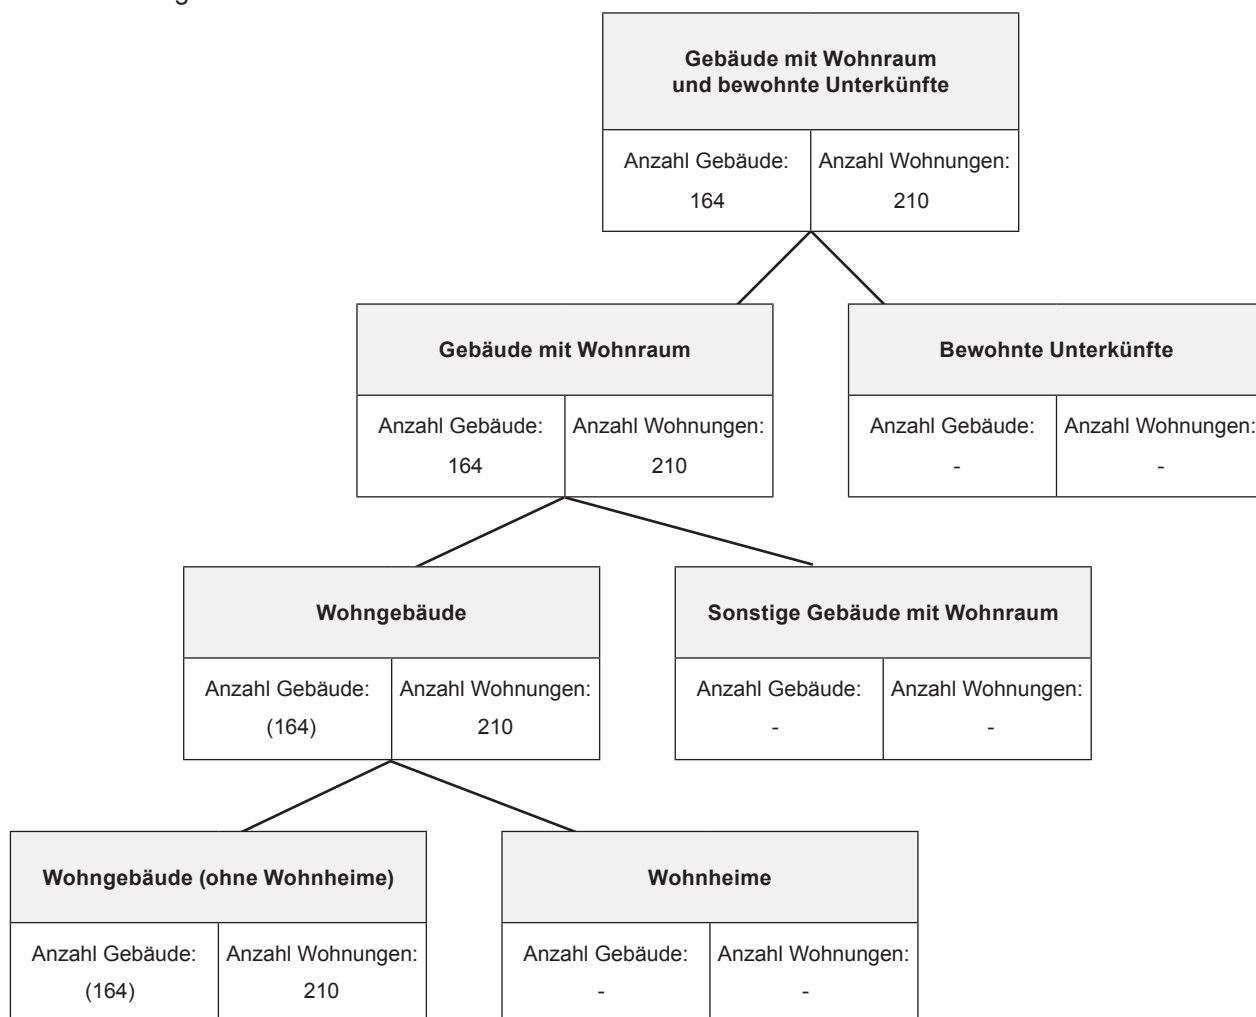 Gebäude mit Wohnraum
und bewohnte Unterkünfte
Anzahl Gebäude: Anzahl Wohnungen:
164 210
Gebäude mit Wohnraum
Bewohnte Unterkünfte
Anzahl Gebäude: Anzahl Wohnungen:
164 210
Anzahl Gebäude: Anzahl Wohnungen:
- -
Wohngebäude
Sonstige Gebäude mit Wohnraum
Anzahl Gebäude: Anzahl Wohnungen:
(164) 210
Anzahl Gebäude: Anzahl Wohnungen:
- -
Wohngebäude (ohne Wohnheime)
Wohnheime
Anzahl Gebäude: Anzahl Wohnungen:
(164) 210
Anzahl Gebäude: Anzahl Wohnungen:
- -